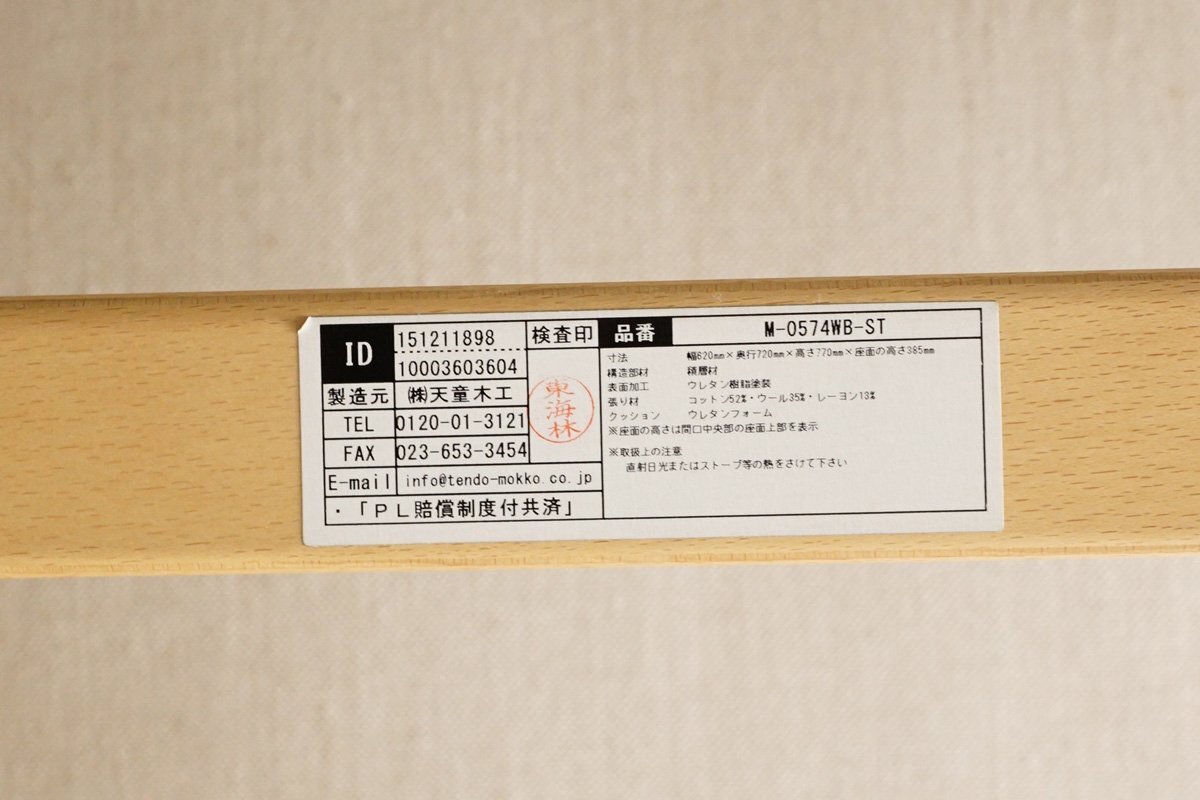 ID 151211898
10003603604
製造元 ㈱天童木工
TEL 0120-01-3121
FAX 023-653-3454
E-mail info@tendo-mokko.co.jp
・「PL賠償制度付共済」
検査印
東海林
品番 M-0574WB-ST
寸法 幅620mm×奥行720mm×高さ770mm×座面の高さ385mm
構造部材 積層材
表面加工 ウレタン樹脂塗装
張り材 コットン52%・ウール35%・レーヨン13%
クッション ウレタンフォーム
※座面の高さは間口中央部の座面上部を表示
※取扱上の注意
直射日光またはストーブ等の熱をさけて下さい